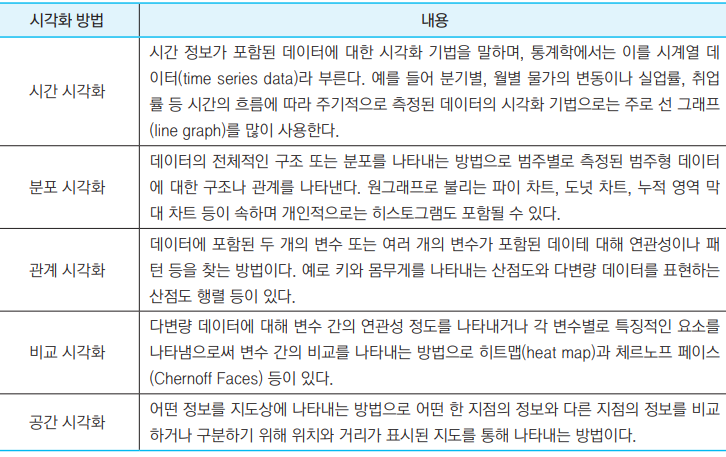 시각화 방법
내용
시간 시각화
시간 정보가 포함된 데이터에 대한 시각화 기법을 말하며, 통계학에서는 이를 시계열 데
이터(time series data)라 부른다. 예를 들어 분기별, 월별 물가의 변동이나 실업률, 취업
률 등 시간의 흐름에 따라 주기적으로 측정된 데이터의 시각화 기법으로는 주로 선 그래프
(line graph)를 많이 사용한다.
분포 시각화
데이터의 전체적인 구조 또는 분포를 나타내는 방법으로 범주별로 측정된 범주형 데이터
에 대한 구조나 관계를 나타낸다. 원그래프로 불리는 파이 차트, 도넛 차트, 누적 영역 막
대 차트 등이 속하며 개인적으로는 히스토그램도 포함될 수 있다.
관계 시각화
데이터에 포함된 두 개의 변수 또는 여러 개의 변수가 포함된 데이테 대해 연관성이나 패
턴 등을 찾는 방법이다. 예로 키와 몸무게를 나타내는 산점도와 다변량 데이터를 표현하는
산점도 행렬 등이 있다.
비교 시각화
다변량 데이터에 대해 변수 간의 연관성 정도를 나타내거나 각 변수별로 특징적인 요소를
나타냄으로써 변수 간의 비교를 나타내는 방법으로 히트맵(heat map)과 체르노프 페이스
(Chernoff Faces) 등이 있다.
공간 시각화
어떤 정보를 지도상에 나타내는 방법으로 어떤 한 지점의 정보와 다른 지점의 정보를 비교
하거나 구분하기 위해 위치와 거리가 표시된 지도를 통해 나타내는 방법이다.